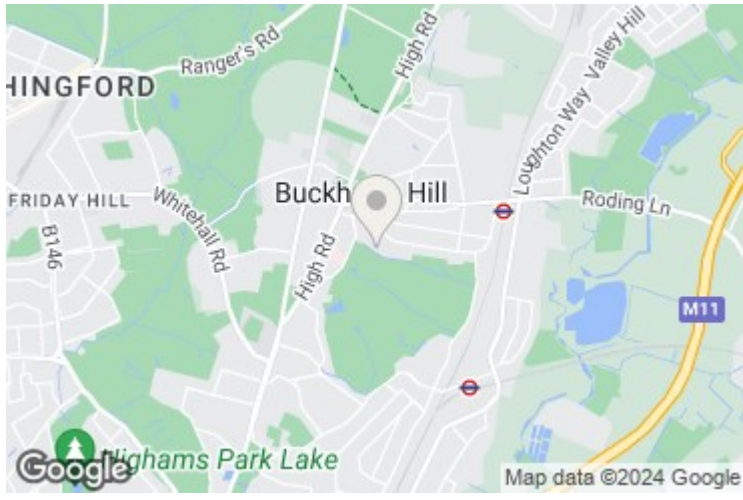 Ranger's Rd
High Rd
Valley Hill
HINGFORD
Loughton Way
FRIDAY HILL
Whitehall Rd
Buckh Hill
Roding Ln
B146
High Rd
M11
Highams Park Lake
Google
Map data ©2024 Google